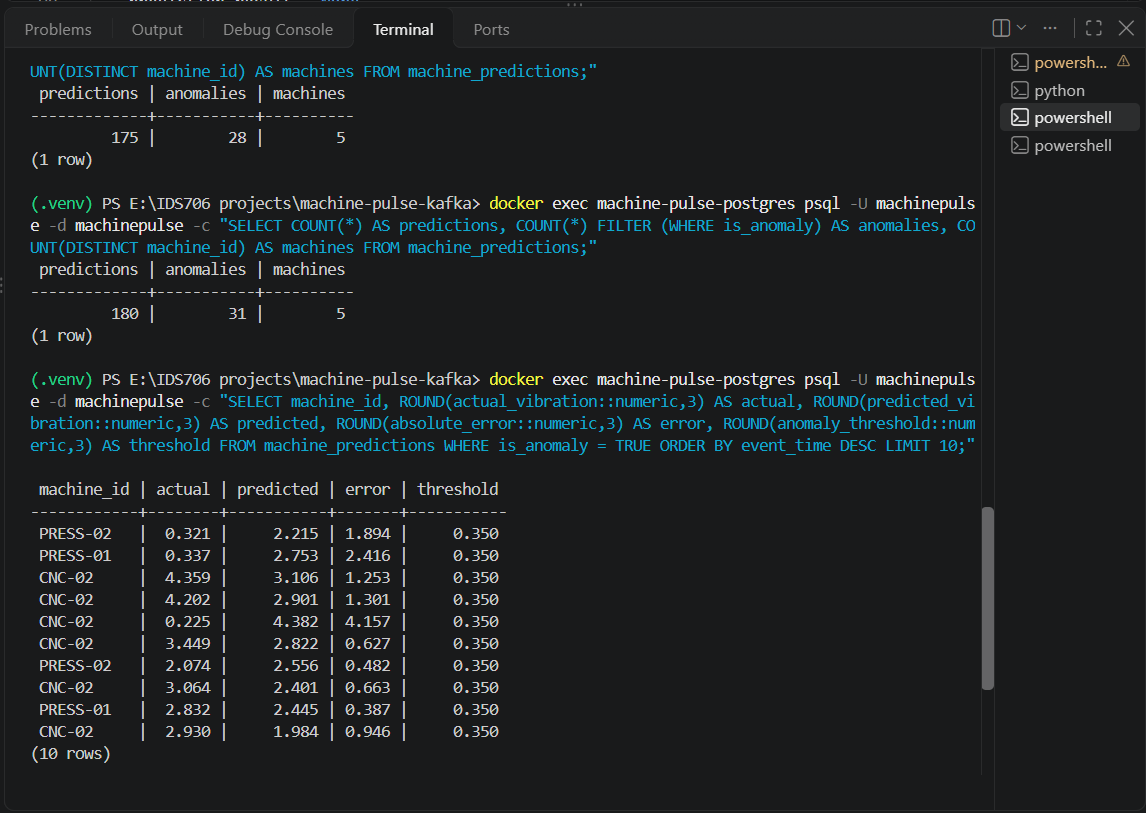 Problems Output Debug Console Terminal Ports
UNT(DISTINCT machine_id) AS machines FROM machine_predictions;"
predictions | anomalies | machines
-------------+-----------+----------
175 | 28 | 5
(1 row)
(.venv) PS E:\IDS706 projects\machine-pulse-kafka> docker exec machine-pulse-postgres psql -U machinepuls
e -d machinepulse -c "SELECT COUNT(*) AS predictions, COUNT(*) FILTER (WHERE is_anomaly) AS anomalies, CO
UNT(DISTINCT machine_id) AS machines FROM machine_predictions;"
predictions | anomalies | machines
-------------+-----------+----------
180 | 31 | 5
(1 row)
(.venv) PS E:\IDS706 projects\machine-pulse-kafka> docker exec machine-pulse-postgres psql -U machinepuls
e -d machinepulse -c "SELECT machine_id, ROUND(actual_vibration::numeric,3) AS actual, ROUND(predicted_vi
bration::numeric,3) AS predicted, ROUND(absolute_error::numeric,3) AS error, ROUND(anomaly_threshold::num
eric,3) AS threshold FROM machine_predictions WHERE is_anomaly = TRUE ORDER BY event_time DESC LIMIT 10;"
machine_id | actual | predicted | error | threshold
------------+--------+-----------+-------+-----------
PRESS-02 | 0.321 | 2.215 | 1.894 | 0.350
PRESS-01 | 0.337 | 2.753 | 2.416 | 0.350
CNC-02 | 4.359 | 3.106 | 1.253 | 0.350
CNC-02 | 4.202 | 2.901 | 1.301 | 0.350
CNC-02 | 0.225 | 4.382 | 4.157 | 0.350
CNC-02 | 3.449 | 2.822 | 0.627 | 0.350
PRESS-02 | 2.074 | 2.556 | 0.482 | 0.350
CNC-02 | 3.064 | 2.401 | 0.663 | 0.350
PRESS-01 | 2.832 | 2.445 | 0.387 | 0.350
CNC-02 | 2.930 | 1.984 | 0.946 | 0.350
(10 rows)
powersh...
python
powershell
powershell